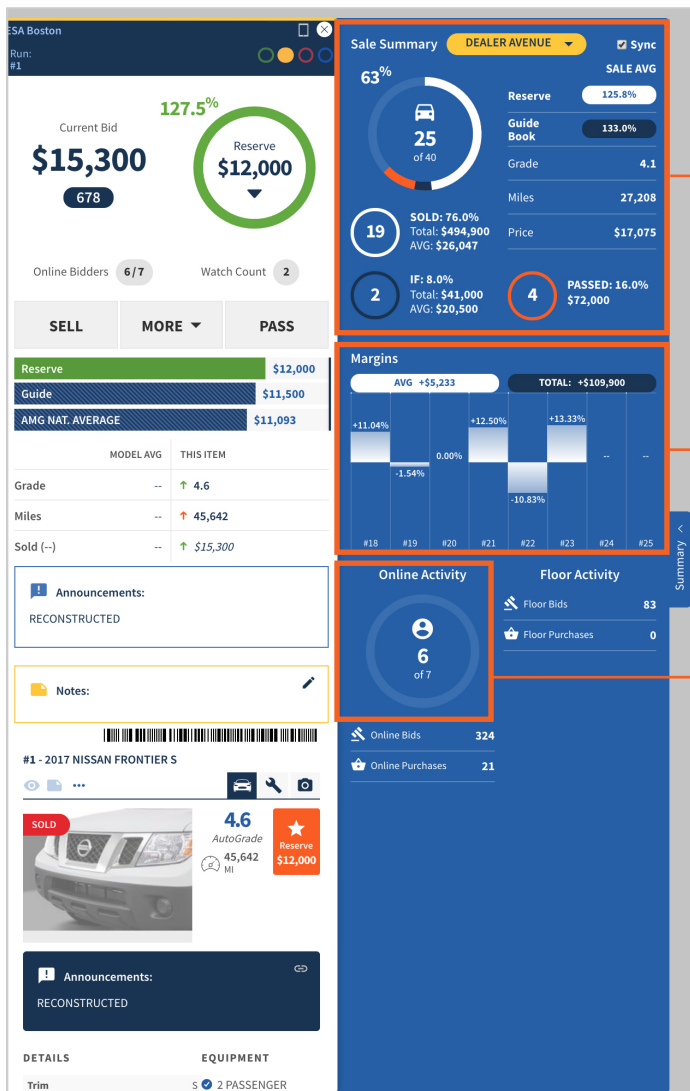 ESA Boston
Run:
#1
127.5%
Current Bid
$15,300
678
Reserve
$12,000
Online Bidders 6/7
Watch Count 2
SELL
MORE
PASS
Reserve $12,000
Guide $11,500
AMG NAT. AVERAGE $11,093
MODEL AVG THIS ITEM
Grade -- ↑ 4.6
Miles -- ↑ 45,642
Sold (--) -- ↑ $15,300
Announcements:
RECONSTRUCTED
Notes:
#1 - 2017 NISSAN FRONTIER S
SOLD
4.6
AutoGrade
45,642
MI
Reserve
$12,000
Announcements:
RECONSTRUCTED
DETAILS
EQUIPMENT
Trim S
2 PASSENGER
Sale Summary
DEALER AVENUE
Sync
63%
25
of 40
SALE AVG
Reserve 125.8%
Guide
Book 133.0%
Grade 4.1
Miles 27,208
Price $17,075
19
SOLD: 76.0%
Total: $494,900
AVG: $26,047
2
IF: 8.0%
Total: $41,000
AVG: $20,500
4
PASSED: 16.0%
$72,000
Margins
AVG +$5,233
TOTAL: +$109,900
+11.04%
-1.54%
0.00%
+12.50%
-10.83%
+13.33%
--
--
#18 #19 #20 #21 #22 #23 #24 #25
Summary
Online Activity
6
of 7
Online Bids 324
Online Purchases 21
Floor Activity
Floor Bids 83
Floor Purchases 0